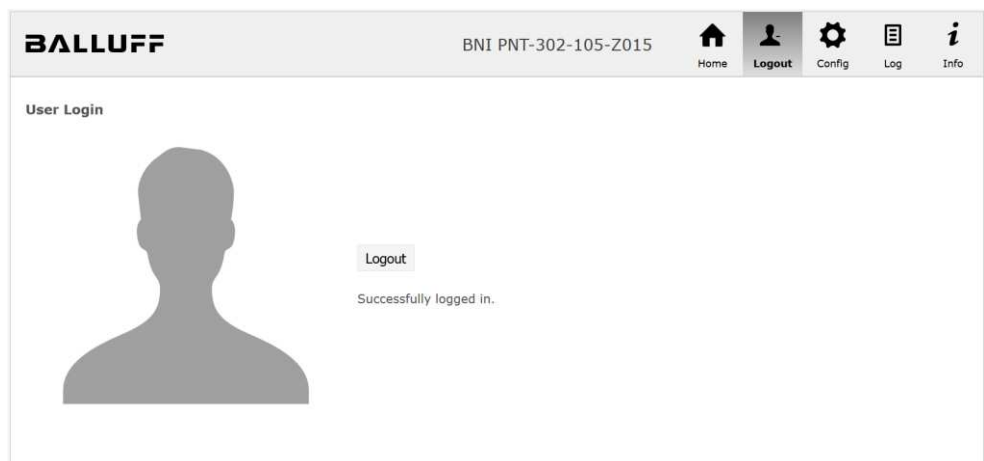 BALLUFF
BNI PNT-302-105-Z015
Home
Logout
Config
Log
Info
User Login
Logout
Successfully logged in.